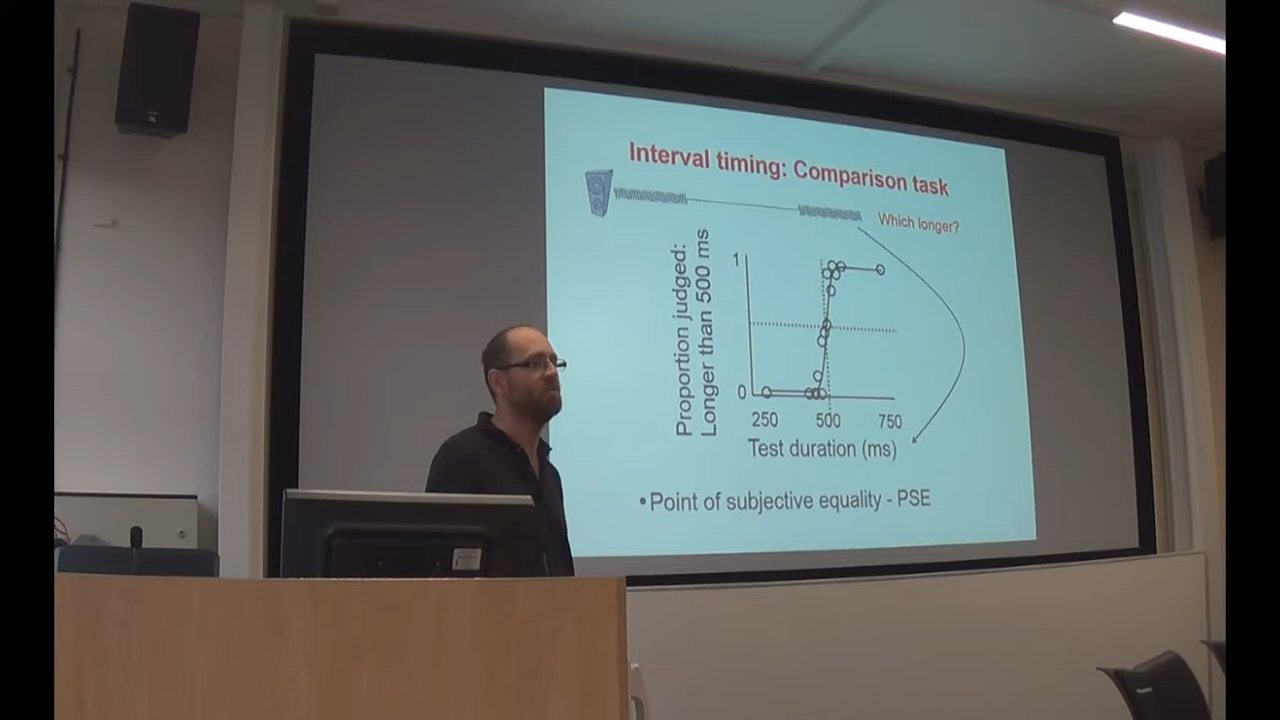 Interval timing: Comparison task
Which longer?
Proportion judged:
Longer than 500 ms
1
0
250 500 750
Test duration (ms)
•Point of subjective equality - PSE